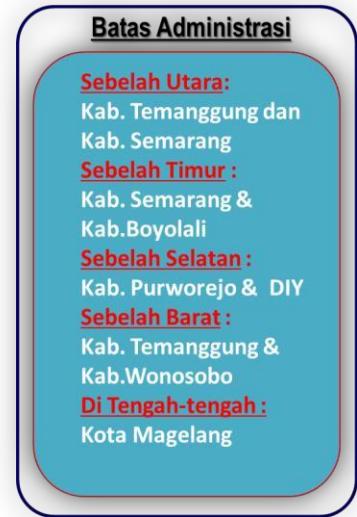 Batas Administrasi
Sebelah Utara:
Kab. Temanggung dan
Kab. Semarang
Sebelah Timur :
Kab. Semarang &
Kab.Boyolali
Sebelah Selatan :
Kab. Purworejo & DIY
Sebelah Barat :
Kab. Temanggung &
Kab.Wonosobo
Di Tengah-tengah :
Kota Magelang